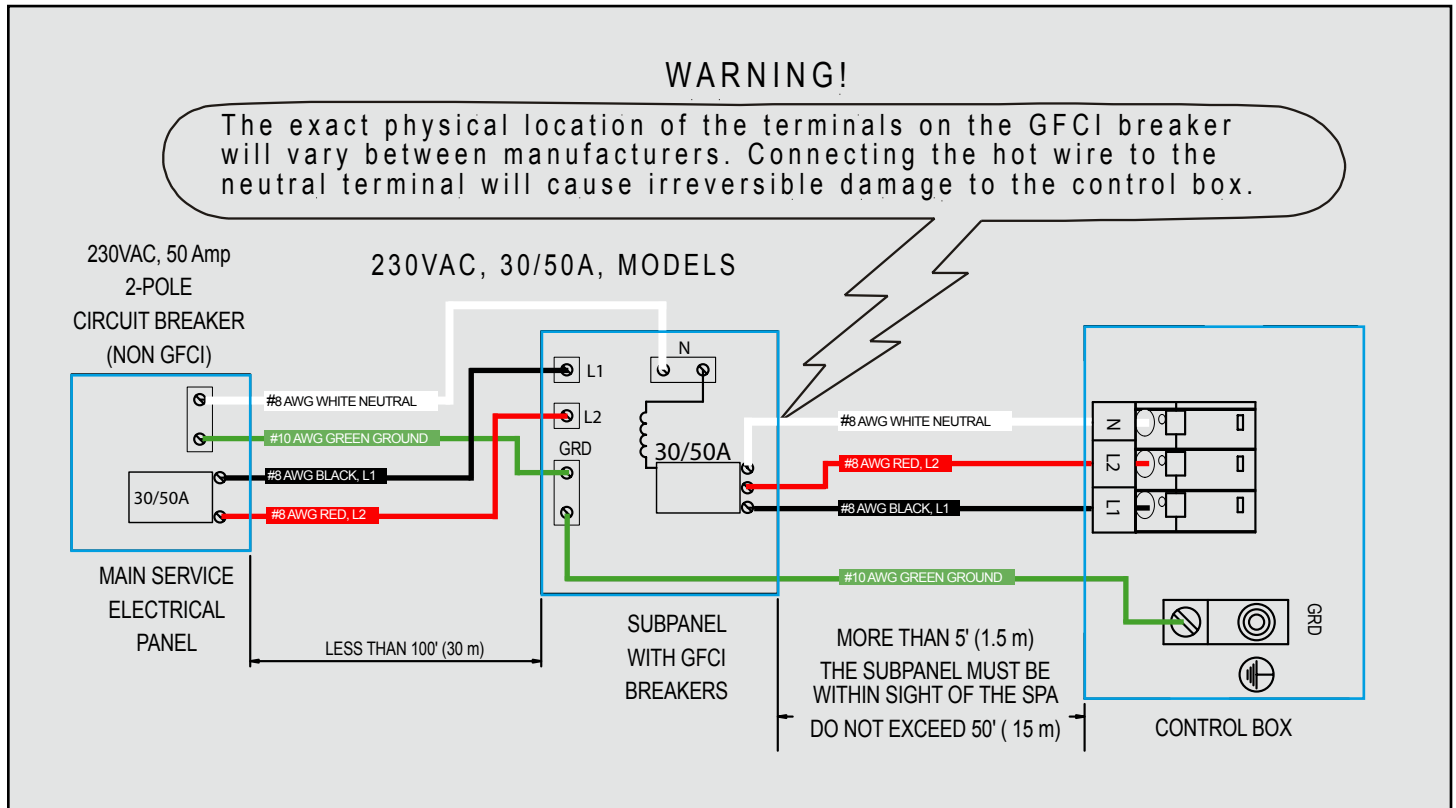 WARNING!
The exact physical location of the terminals on the GFCI breaker
will vary between manufacturers. Connecting the hot wire to the
neutral terminal will cause irreversible damage to the control box.
230VAC, 50 Amp
2-POLE
CIRCUIT BREAKER
(NON GFCI)
230VAC, 30/50A, MODELS
#8 AWG WHITE NEUTRAL
#10 AWG GREEN GROUND
#8 AWG BLACK, L1
#8 AWG RED, L2
30/50A
MAIN SERVICE
ELECTRICAL
PANEL
LESS THAN 100' (30 m)
L1
L2
GRD
N
30/50A
SUBPANEL
WITH GFCI
BREAKERS
#8 AWG WHITE NEUTRAL
#8 AWG RED, L2
#8 AWG BLACK, L1
#10 AWG GREEN GROUND
MORE THAN 5' (1.5 m)
THE SUBPANEL MUST BE
WITHIN SIGHT OF THE SPA
DO NOT EXCEED 50' ( 15 m)
N
L2
L1
GRD
CONTROL BOX